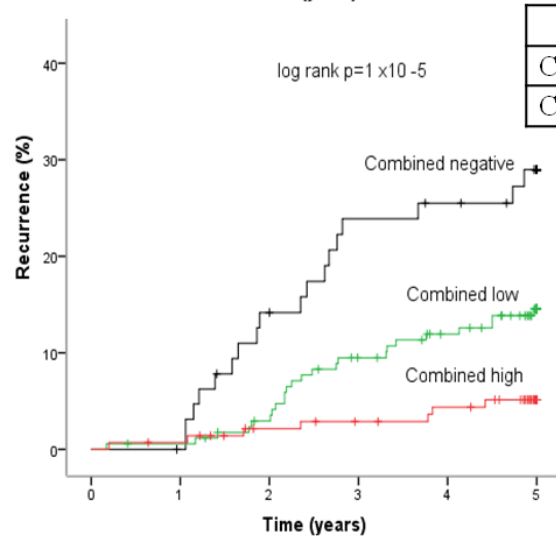 C
40
log rank p=1 x10 -5
C
30
Combined negative
Recurrence (%)
20
Combined low
10
Combined high
0
0 1 2 3 4 5
Time (years)